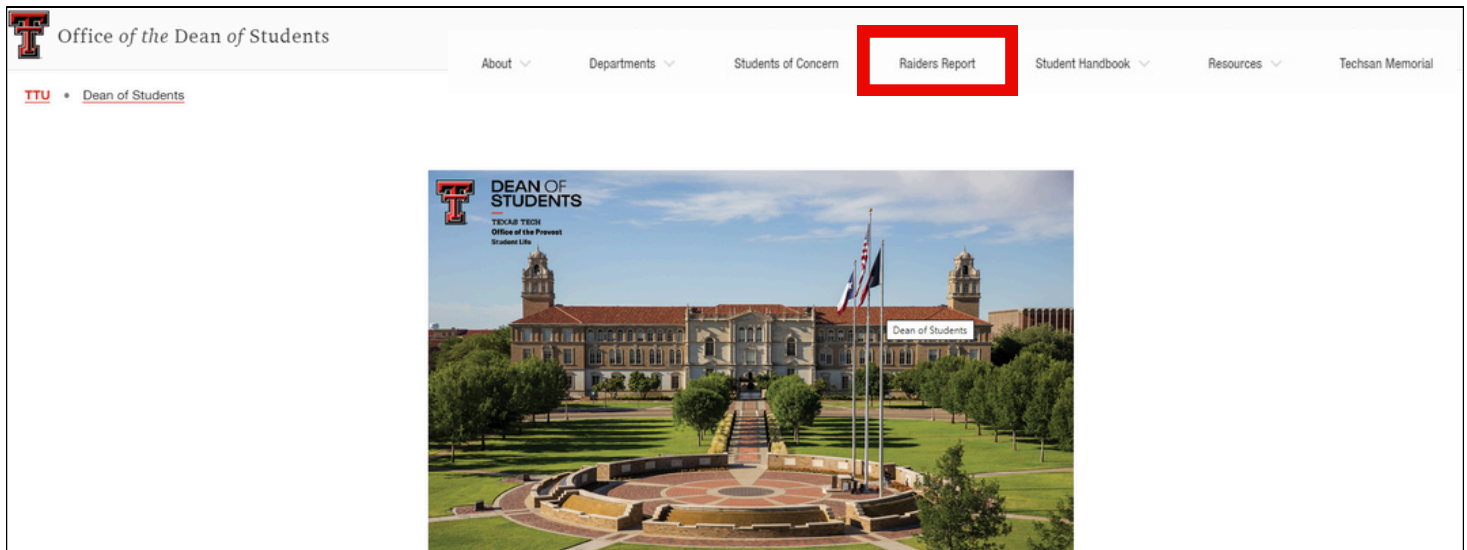 Office of the Dean of Students
About Departments Students of Concern Raiders Report Student Handbook Resources Techsan Memorial
TTU • Dean of Students
DEAN OF
STUDENTS
TEXAS TECH
Office of the Provost
Student Life
Dean of Students